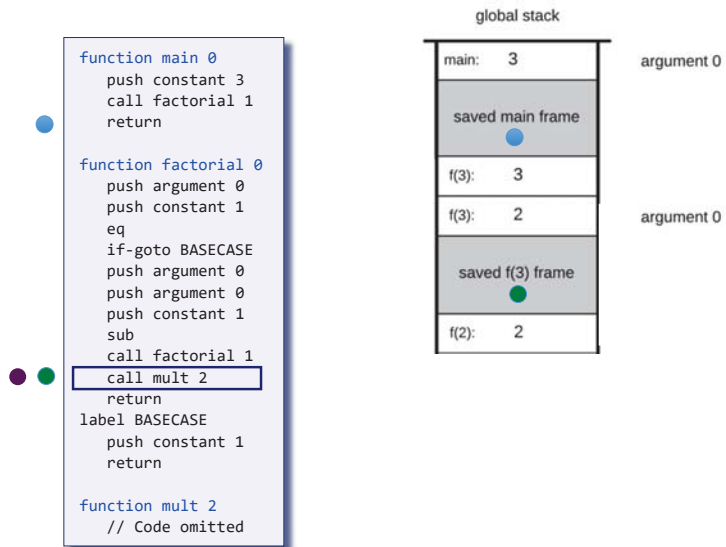 function main 0
push constant 3
call factorial 1
return
function factorial 0
push argument 0
push constant 1
eq
if-goto BASECASE
push argument 0
push argument 0
push constant 1
sub
call factorial 1
call mult 2
return
label BASECASE
push constant 1
return
function mult 2
// Code omitted
global stack
main: 3 argument 0
saved main frame
f(3): 3
f(3): 2 argument 0
saved f(3) frame
f(2): 2